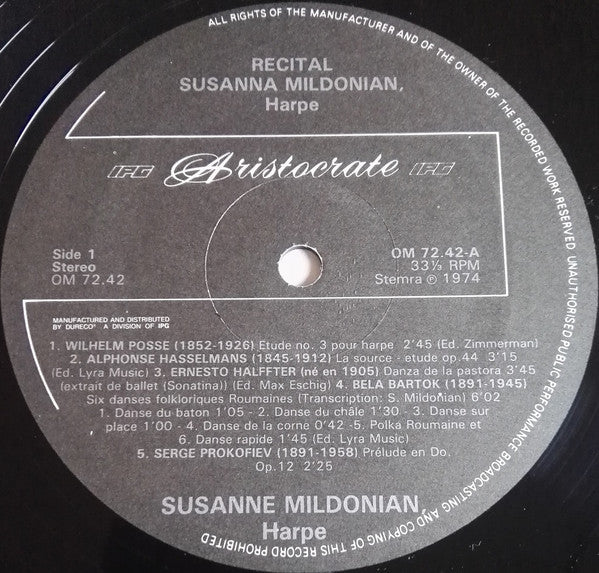 ALL RIGHTS OF THE MANUFACTURER AND OF THE OWNER OF THE RECORDED WORK RESERVED. UNAUTHORISED PUBLIC PERFORMANCE BROADCASTING AND COPYING OF THIS RECORD PROHIBITED
RECITAL
SUSANNA MILDONIAN,
Harpe
IPG Aristocrate IPG
Side 1
Stereo
OM 72.42
OM 72.42-A
33⅓ RPM
Stemra ℗ 1974
MANUFACTURED AND DISTRIBUTED
BY DURECO® A DIVISION OF IPG
1. WILHELM POSSE (1852-1926) Etude no. 3 pour harpe 2'45 (Ed. Zimmerman)
2. ALPHONSE HASSELMANS (1845-1912) La source - etude op.44 3'15
(Ed. Lyra Music) 3. ERNESTO HALFFTER (né en 1905) Danza de la pastora 3'45
(extrait de ballet (Sonatina)) (Ed. Max Eschig) 4. BELA BARTOK (1891-1945)
Six danses folkloriques Roumaines (Transcription: S. Mildonian) 6'02
1. Danse du baton 1'05 - 2. Danse du châle 1'30 - 3. Danse sur
place 1'00 - 4. Danse de la corne 0'42 - 5. Polka Roumaine et
6. Danse rapide 1'45 (Ed. Lyra Music)
5. SERGE PROKOFIEV (1891-1958) Prélude en Do.
Op.12 2'25
SUSANNE MILDONIAN,
Harpe